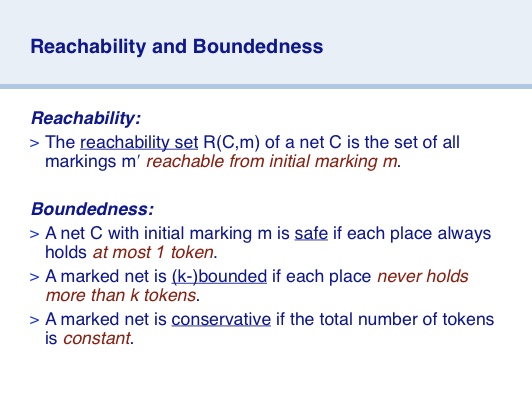 Reachability and Boundedness
Reachability:
> The reachability set R(C,m) of a net C is the set of all
markings m′ reachable from initial marking m.
Boundedness:
> A net C with initial marking m is safe if each place always
holds at most 1 token.
> A marked net is (k-)bounded if each place never holds
more than k tokens.
> A marked net is conservative if the total number of tokens
is constant.